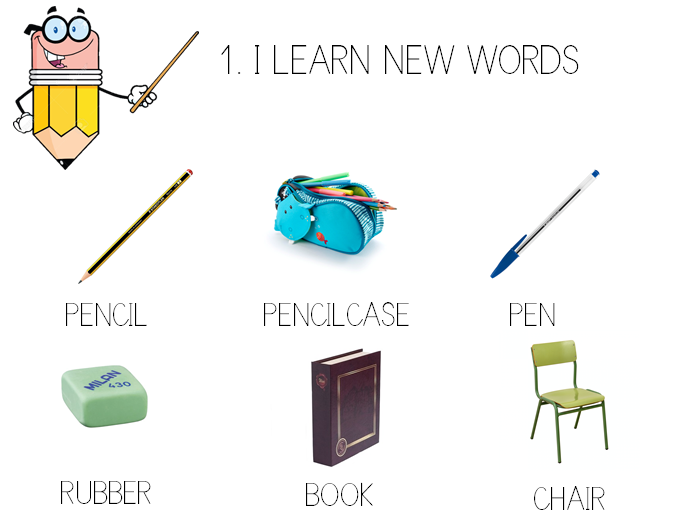 1. I LEARN NEW WORDS
PENCIL
PENCILCASE
PEN
MILAN
430
RUBBER
BOOK
CHAIR